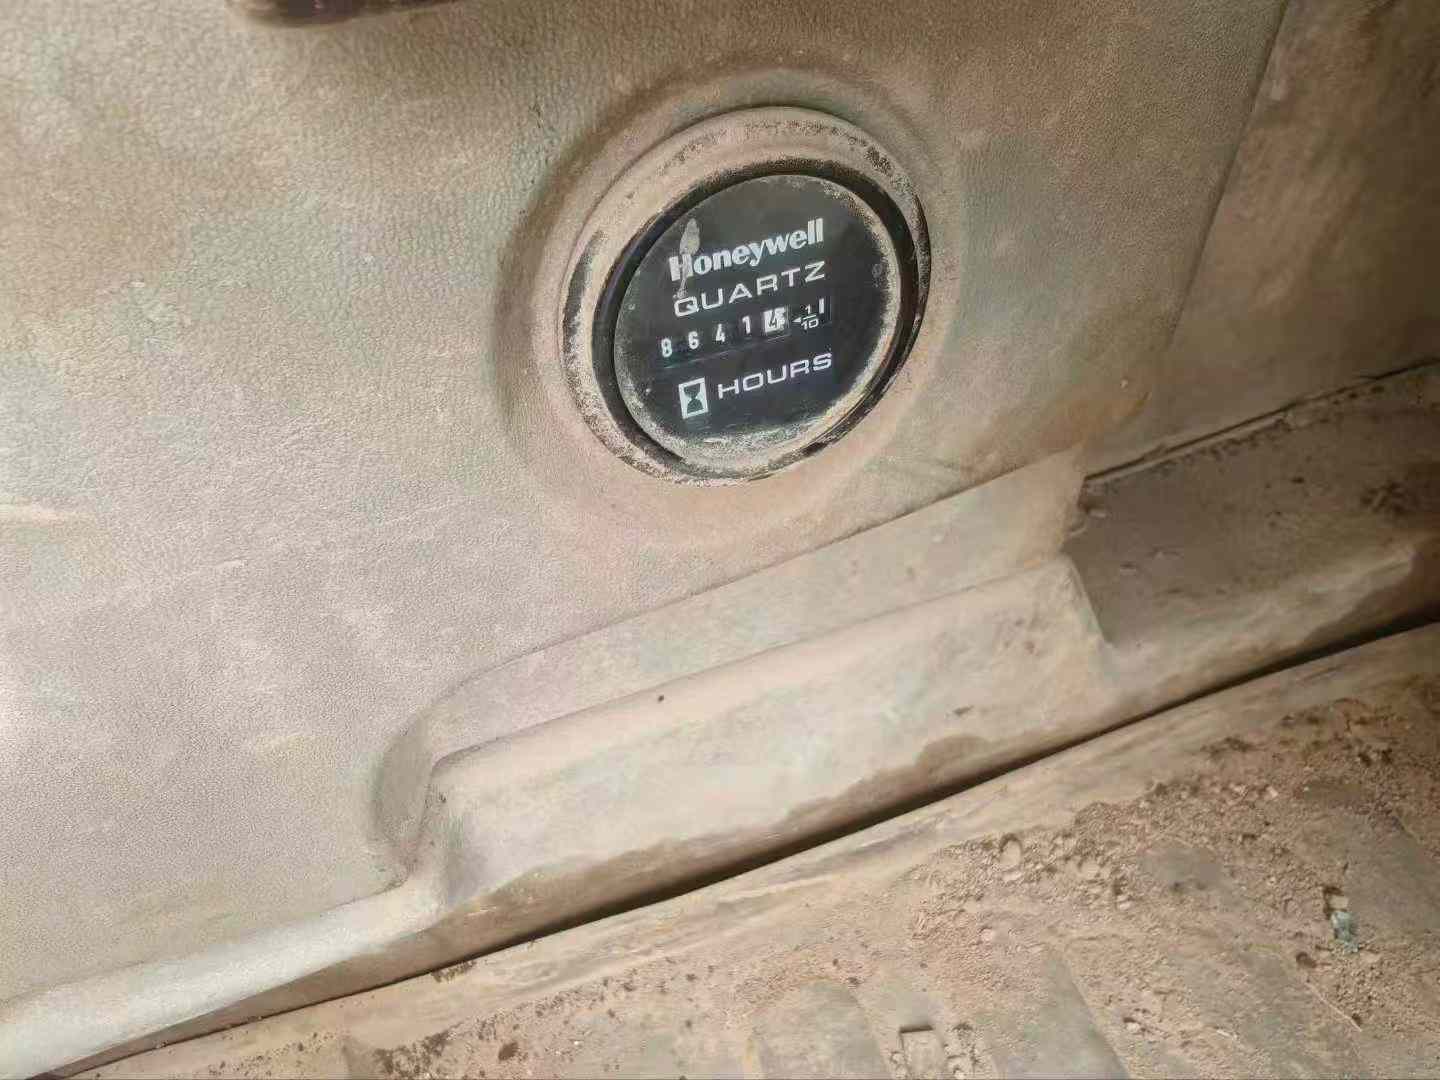 Honeywell
QUARTZ
8 6 4 1 4 ◄ 1/10
HOURS